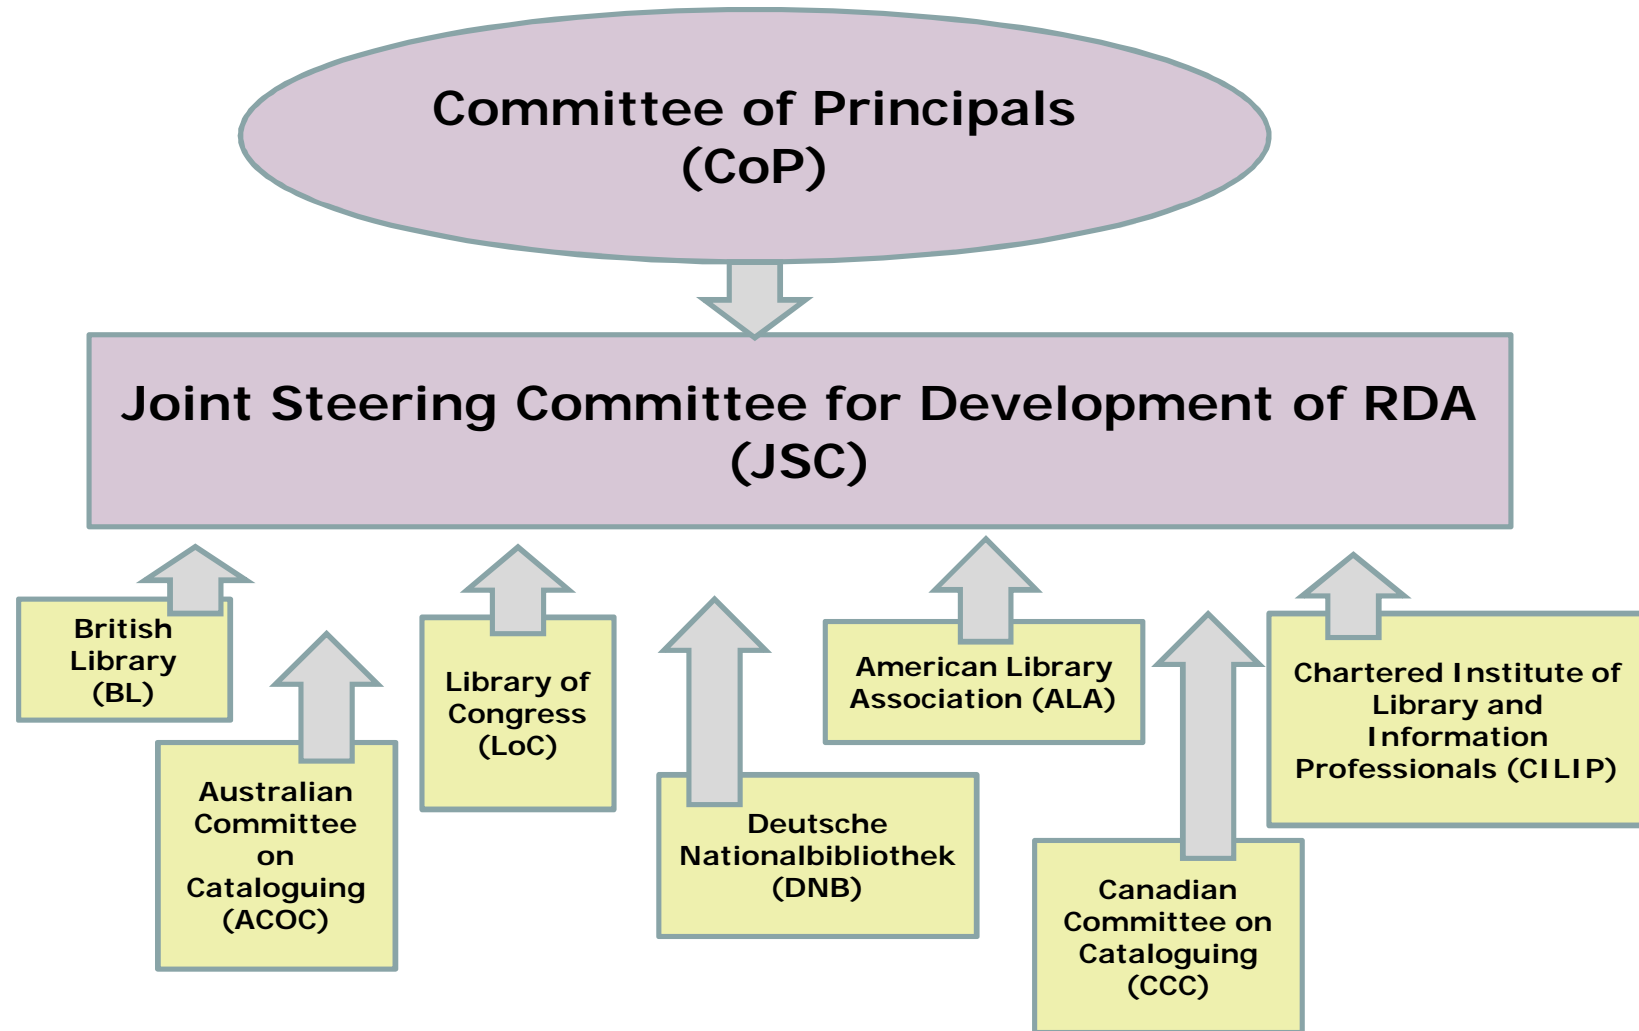 Committee of Principals
(CoP)
Joint Steering Committee for Development of RDA
(JSC)
British
Library
(BL)
Australian
Committee
on
Cataloguing
(ACOC)
Library of
Congress
(LoC)
Deutsche
Nationalbibliothek
(DNB)
American Library
Association (ALA)
Canadian
Committee on
Cataloguing
(CCC)
Chartered Institute of
Library and
Information
Professionals (CILIP)